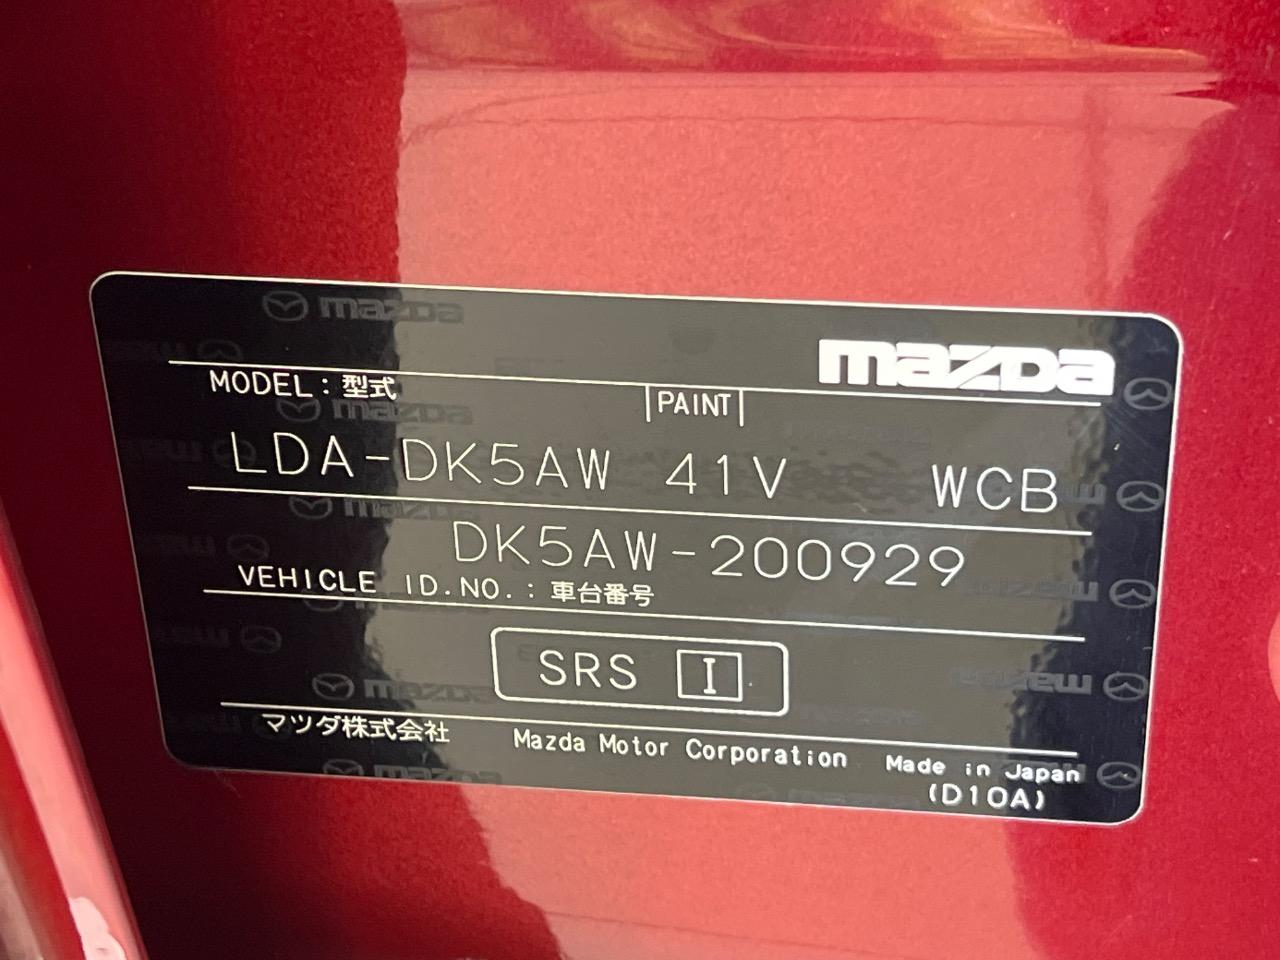 mazda
MODEL:型式 PAINT
LDA-DK5AW 41V WCB
DK5AW-200929
VEHICLE ID.NO.:車台番号
SRS I
マツダ株式会社 Mazda Motor Corporation Made in Japan
(D10A)